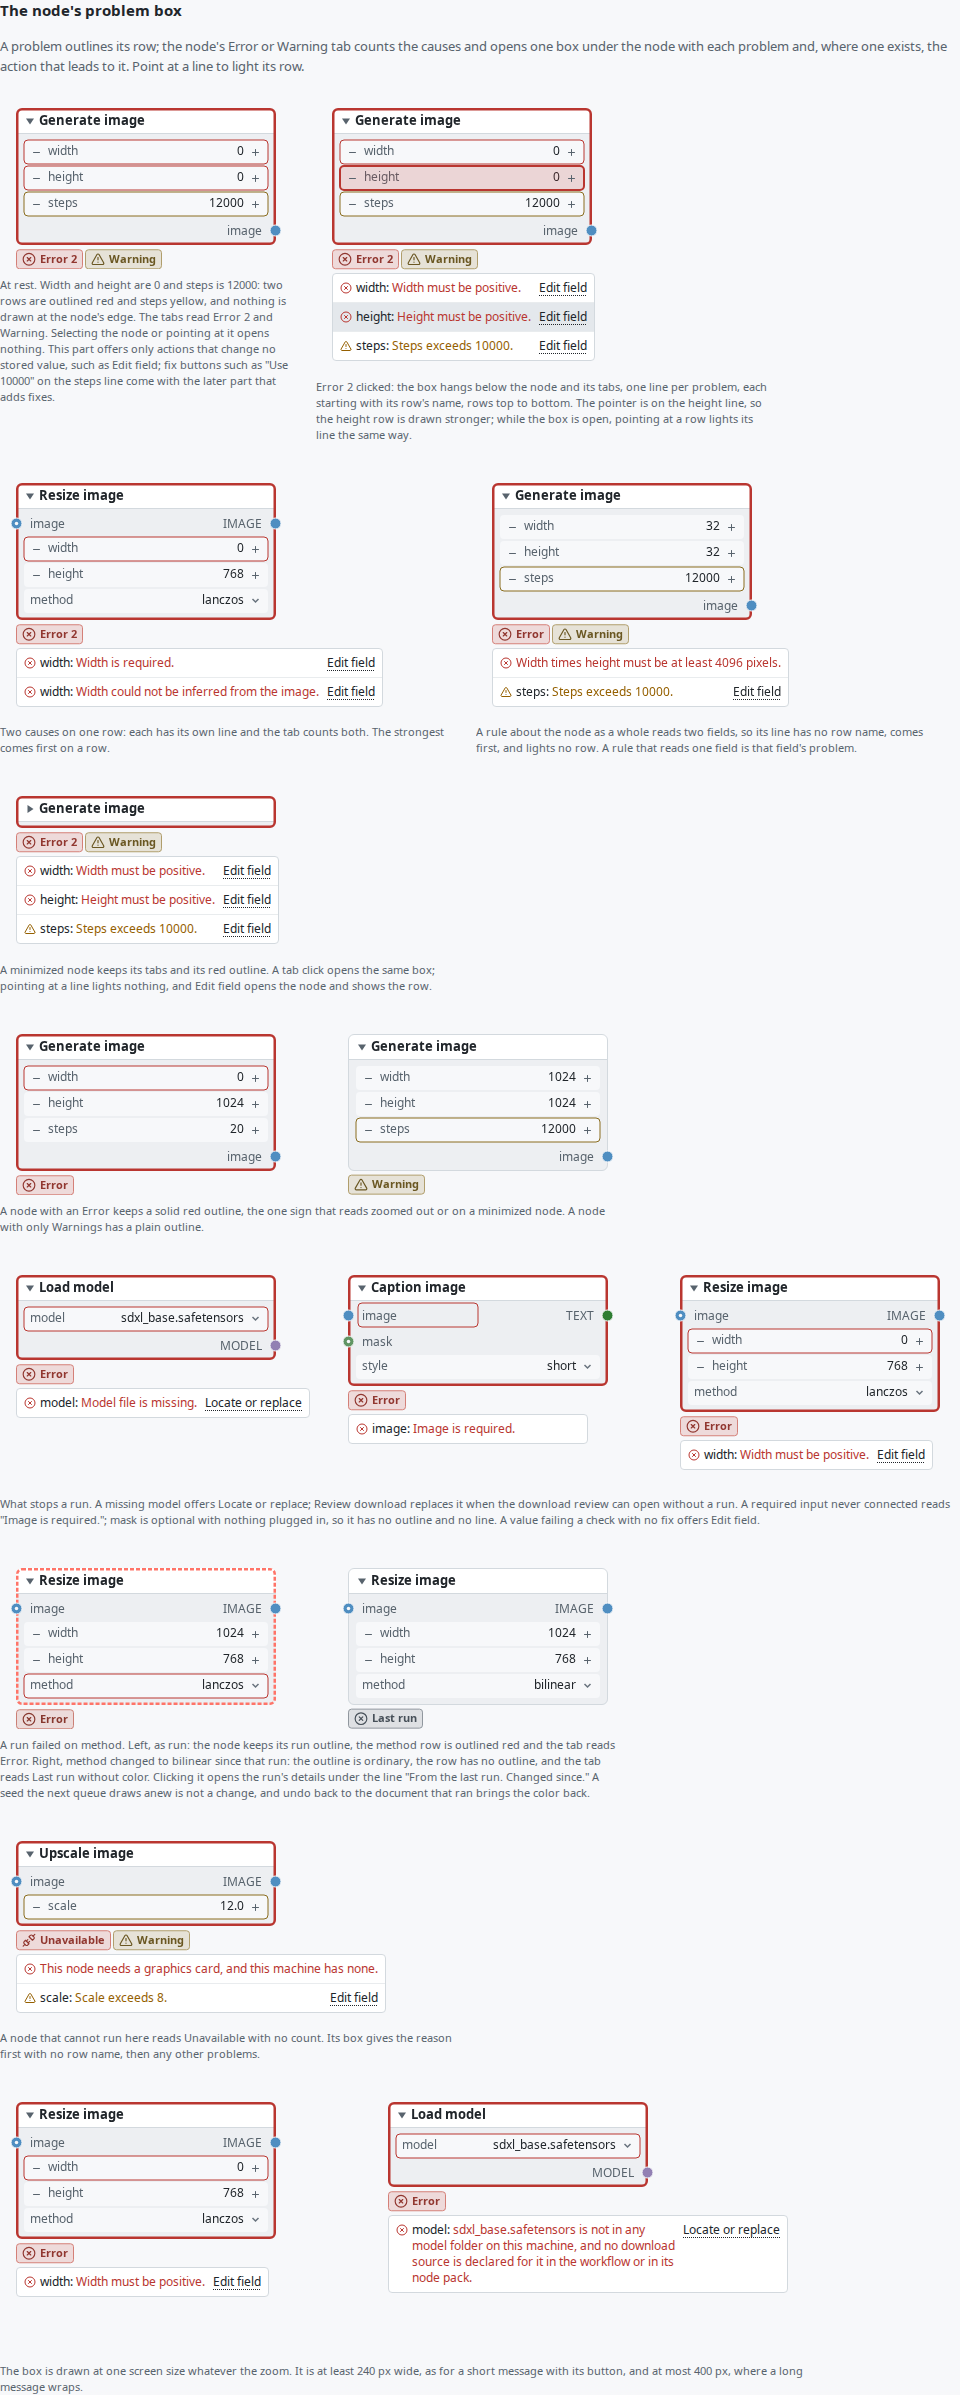 The node's problem box
A problem outlines its row; the node's Error or Warning tab counts the causes and opens one box under the node with each problem and, where one exists, the
action that leads to it. Point at a line to light its row.
Generate image
− width 0 +
− height 0 +
− steps 12000 +
image
Error 2 Warning
At rest. Width and height are 0 and steps is 12000: two
rows are outlined red and steps yellow, and nothing is
drawn at the node's edge. The tabs read Error 2 and
Warning. Selecting the node or pointing at it opens
nothing. This part offers only actions that change no
stored value, such as Edit field; fix buttons such as "Use
10000" on the steps line come with the later part that
adds fixes.
Generate image
− width 0 +
− height 0 +
− steps 12000 +
image
Error 2 Warning
width: Width must be positive. Edit field
height: Height must be positive. Edit field
steps: Steps exceeds 10000. Edit field
Error 2 clicked: the box hangs below the node and its tabs, one line per problem, each
starting with its row's name, rows top to bottom. The pointer is on the height line, so
the height row is drawn stronger; while the box is open, pointing at a row lights its
line the same way.
Resize image
image IMAGE
− width 0 +
− height 768 +
method lanczos
Error 2
width: Width is required. Edit field
width: Width could not be inferred from the image. Edit field
Two causes on one row: each has its own line and the tab counts both. The strongest
comes first on a row.
Generate image
− width 32 +
− height 32 +
− steps 12000 +
image
Error Warning
Width times height must be at least 4096 pixels.
steps: Steps exceeds 10000. Edit field
A rule about the node as a whole reads two fields, so its line has no row name, comes
first, and lights no row. A rule that reads one field is that field's problem.
Generate image
Error 2 Warning
width: Width must be positive. Edit field
height: Height must be positive. Edit field
steps: Steps exceeds 10000. Edit field
A minimized node keeps its tabs and its red outline. A tab click opens the same box;
pointing at a line lights nothing, and Edit field opens the node and shows the row.
Generate image
− width 0 +
− height 1024 +
− steps 20 +
image
Error
Generate image
− width 1024 +
− height 1024 +
− steps 12000 +
image
Warning
A node with an Error keeps a solid red outline, the one sign that reads zoomed out or on a minimized node. A node
with only Warnings has a plain outline.
Load model
model sdxl_base.safetensors
MODEL
Error
model: Model file is missing. Locate or replace
Caption image
image TEXT
mask
style short
Error
image: Image is required.
Resize image
image IMAGE
− width 0 +
− height 768 +
method lanczos
Error
width: Width must be positive. Edit field
What stops a run. A missing model offers Locate or replace; Review download replaces it when the download review can open without a run. A required input never connected reads
"Image is required."; mask is optional with nothing plugged in, so it has no outline and no line. A value failing a check with no fix offers Edit field.
Resize image
image IMAGE
− width 1024 +
− height 768 +
method lanczos
Error
Resize image
image IMAGE
− width 1024 +
− height 768 +
method bilinear
Last run
A run failed on method. Left, as run: the node keeps its run outline, the method row is outlined red and the tab reads
Error. Right, method changed to bilinear since that run: the outline is ordinary, the row has no outline, and the tab
reads Last run without color. Clicking it opens the run's details under the line "From the last run. Changed since." A
seed the next queue draws anew is not a change, and undo back to the document that ran brings the color back.
Upscale image
image IMAGE
− scale 12.0 +
Unavailable Warning
This node needs a graphics card, and this machine has none.
scale: Scale exceeds 8. Edit field
A node that cannot run here reads Unavailable with no count. Its box gives the reason
first with no row name, then any other problems.
Resize image
image IMAGE
− width 0 +
− height 768 +
method lanczos
Error
width: Width must be positive. Edit field
Load model
model sdxl_base.safetensors
MODEL
Error
model: sdxl_base.safetensors is not in any Locate or replace
model folder on this machine, and no download
source is declared for it in the workflow or in its
node pack.
The box is drawn at one screen size whatever the zoom. It is at least 240 px wide, as for a short message with its button, and at most 400 px, where a long
message wraps.